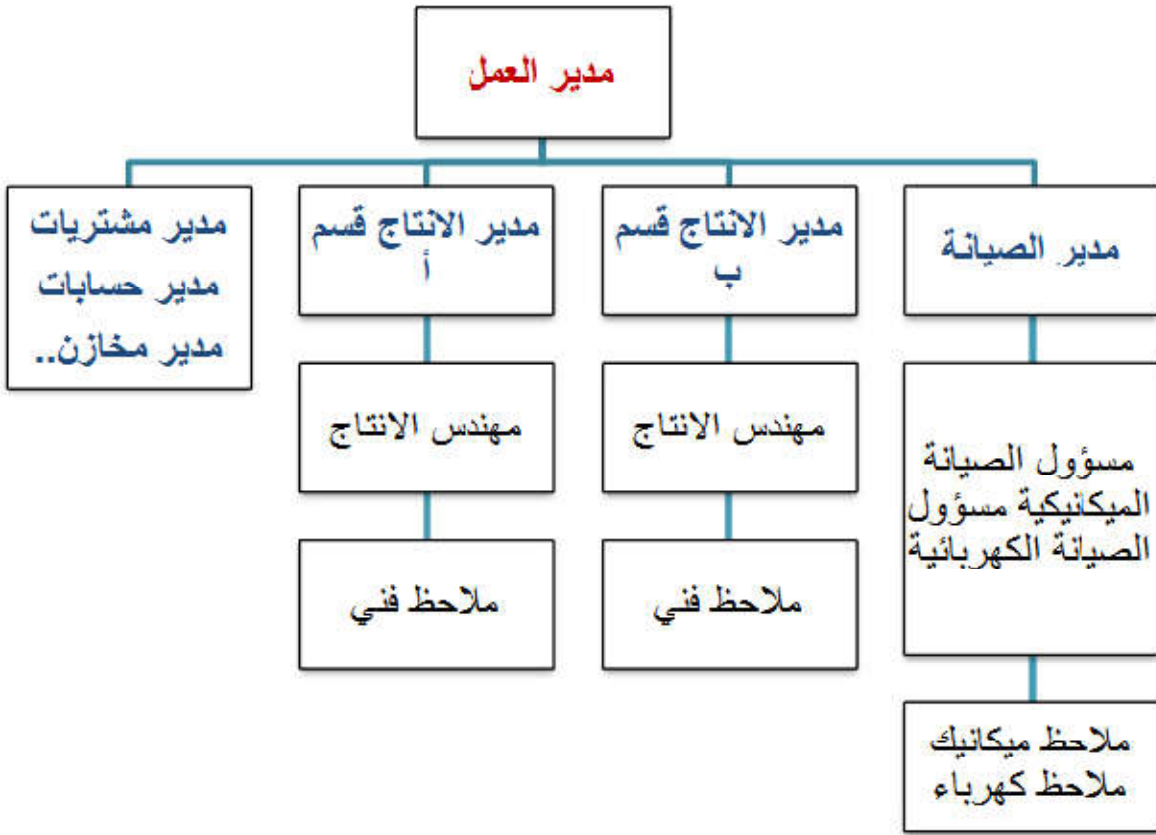 مدير العمل
مدير الصيانة
مدير الانتاج قسم
ب
مدير الانتاج قسم
أ
مدير مشتريات
مدير حسابات
مدير مخازن..
مسؤول الصيانة
الميكانيكية مسؤول
الصيانة الكهربائية
مهندس الانتاج
مهندس الانتاج
ملاحظ فني
ملاحظ فني
ملاحظ ميكانيك
ملاحظ كهرباء